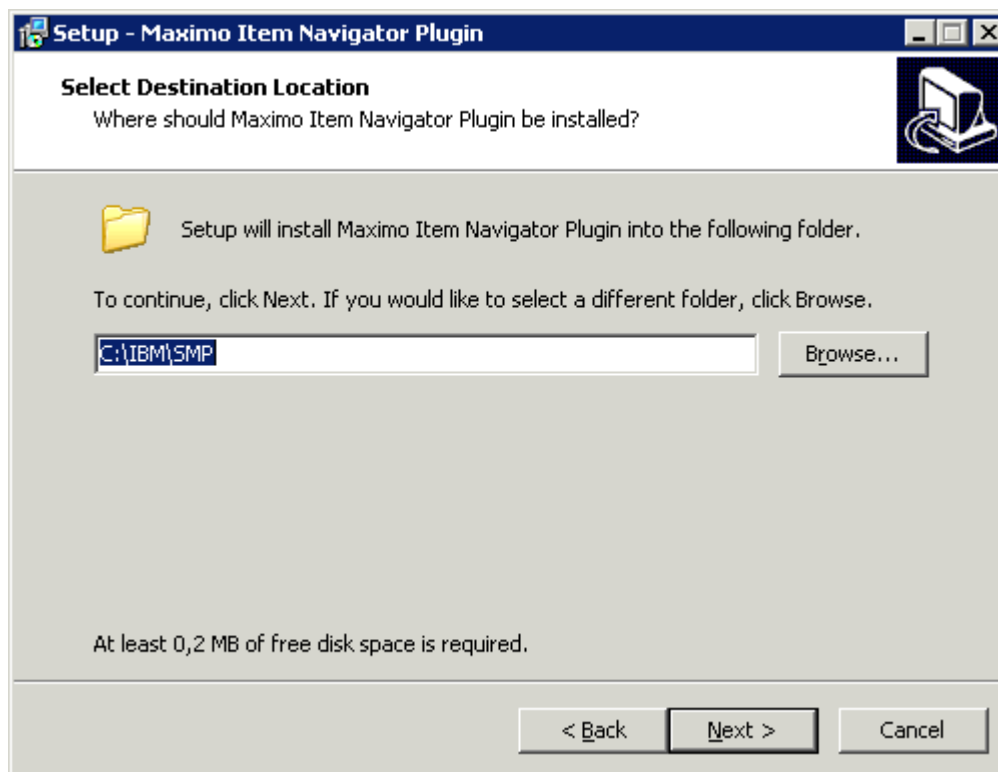 Setup - Maximo Item Navigator Plugin
Select Destination Location
Where should Maximo Item Navigator Plugin be installed?
Setup will install Maximo Item Navigator Plugin into the following folder.
To continue, click Next. If you would like to select a different folder, click Browse.
C:\IBM\SMP
Browse...
At least 0,2 MB of free disk space is required.
< Back
Next >
Cancel